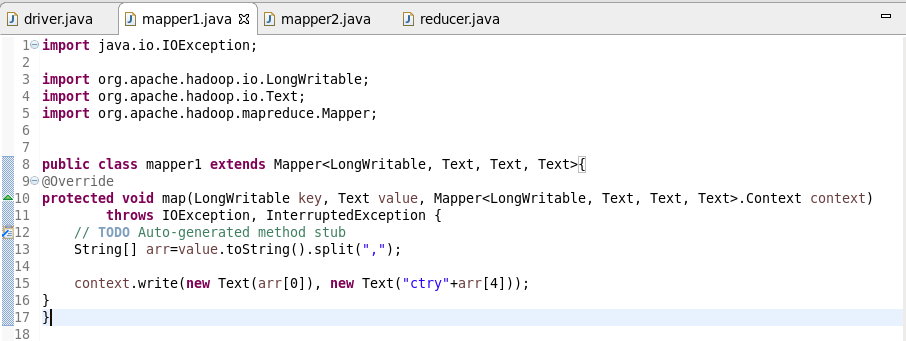 driver.java mapper1.java mapper2.java reducer.java
1 import java.io.IOException;
2
3 import org.apache.hadoop.io.LongWritable;
4 import org.apache.hadoop.io.Text;
5 import org.apache.hadoop.mapreduce.Mapper;
6
7
8 public class mapper1 extends Mapper<LongWritable, Text, Text, Text>{
9 @Override
10 protected void map(LongWritable key, Text value, Mapper<LongWritable, Text, Text, Text>.Context context)
11         throws IOException, InterruptedException {
12     // TODO Auto-generated method stub
13     String[] arr=value.toString().split(",");
14
15     context.write(new Text(arr[0]), new Text("ctry"+arr[4]));
16 }
17 }
18